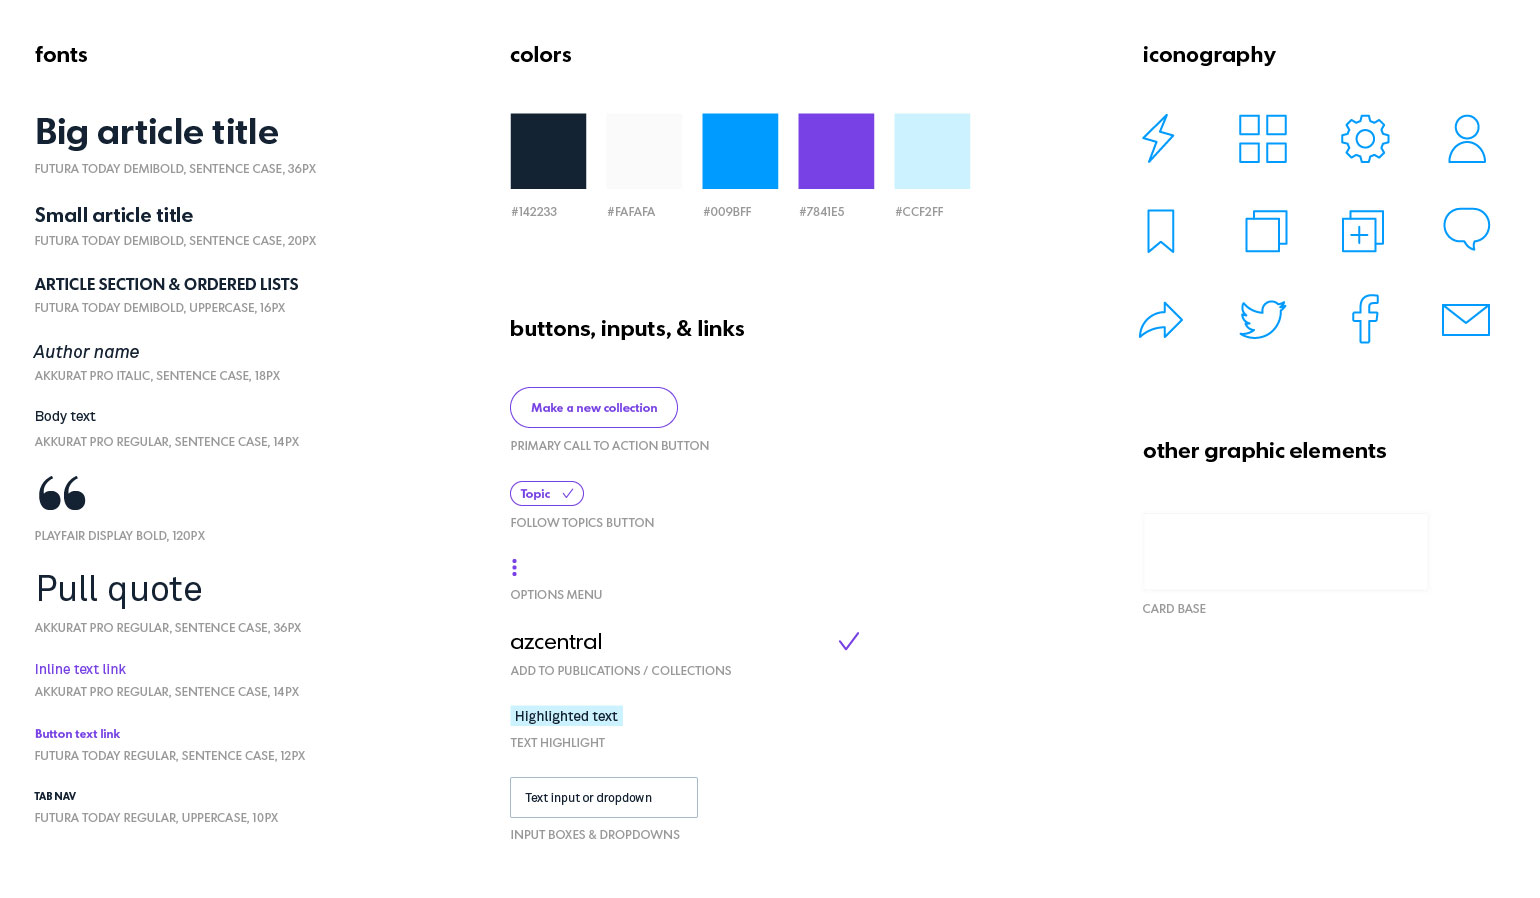 fonts
Big article title
FUTURA TODAY DEMIBOLD, SENTENCE CASE, 36PX
Small article title
FUTURA TODAY DEMIBOLD, SENTENCE CASE, 20PX
ARTICLE SECTION & ORDERED LISTS
FUTURA TODAY DEMIBOLD, UPPERCASE, 16PX
Author name
AKKURAT PRO ITALIC, SENTENCE CASE, 18PX
Body text
AKKURAT PRO REGULAR, SENTENCE CASE, 14PX
“
PLAYFAIR DISPLAY BOLD, 120PX
Pull quote
AKKURAT PRO REGULAR, SENTENCE CASE, 36PX
Inline text link
AKKURAT PRO REGULAR, SENTENCE CASE, 14PX
Button text link
FUTURA TODAY REGULAR, SENTENCE CASE, 12PX
TAB NAV
FUTURA TODAY REGULAR, UPPERCASE, 10PX
colors
#142233 #FAFAFA #009BFF #7841E5 #CCF2FF
buttons, inputs, & links
Make a new collection
PRIMARY CALL TO ACTION BUTTON
Topic
FOLLOW TOPICS BUTTON
OPTIONS MENU
azcentral
ADD TO PUBLICATIONS / COLLECTIONS
Highlighted text
TEXT HIGHLIGHT
Text input or dropdown
INPUT BOXES & DROPDOWNS
iconography
other graphic elements
CARD BASE